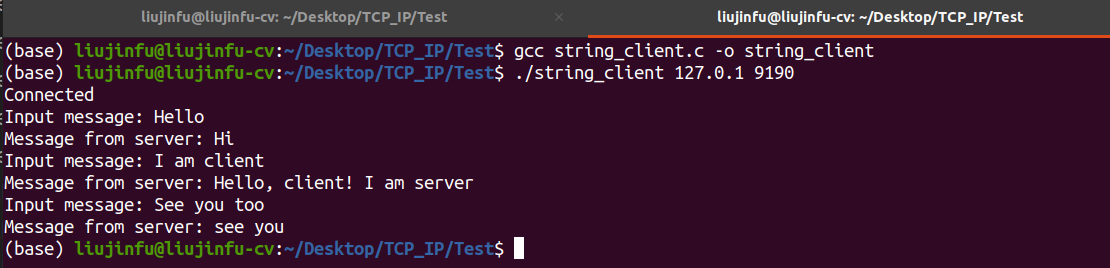 liujinfu@liujinfu-cv: ~/Desktop/TCP_IP/Test × liujinfu@liujinfu-cv: ~/Desktop/TCP_IP/Test
(base) liujinfu@liujinfu-cv:~/Desktop/TCP_IP/Test$ gcc string_client.c -o string_client
(base) liujinfu@liujinfu-cv:~/Desktop/TCP_IP/Test$ ./string_client 127.0.1 9190
Connected
Input message: Hello
Message from server: Hi
Input message: I am client
Message from server: Hello, client! I am server
Input message: See you too
Message from server: see you
(base) liujinfu@liujinfu-cv:~/Desktop/TCP_IP/Test$